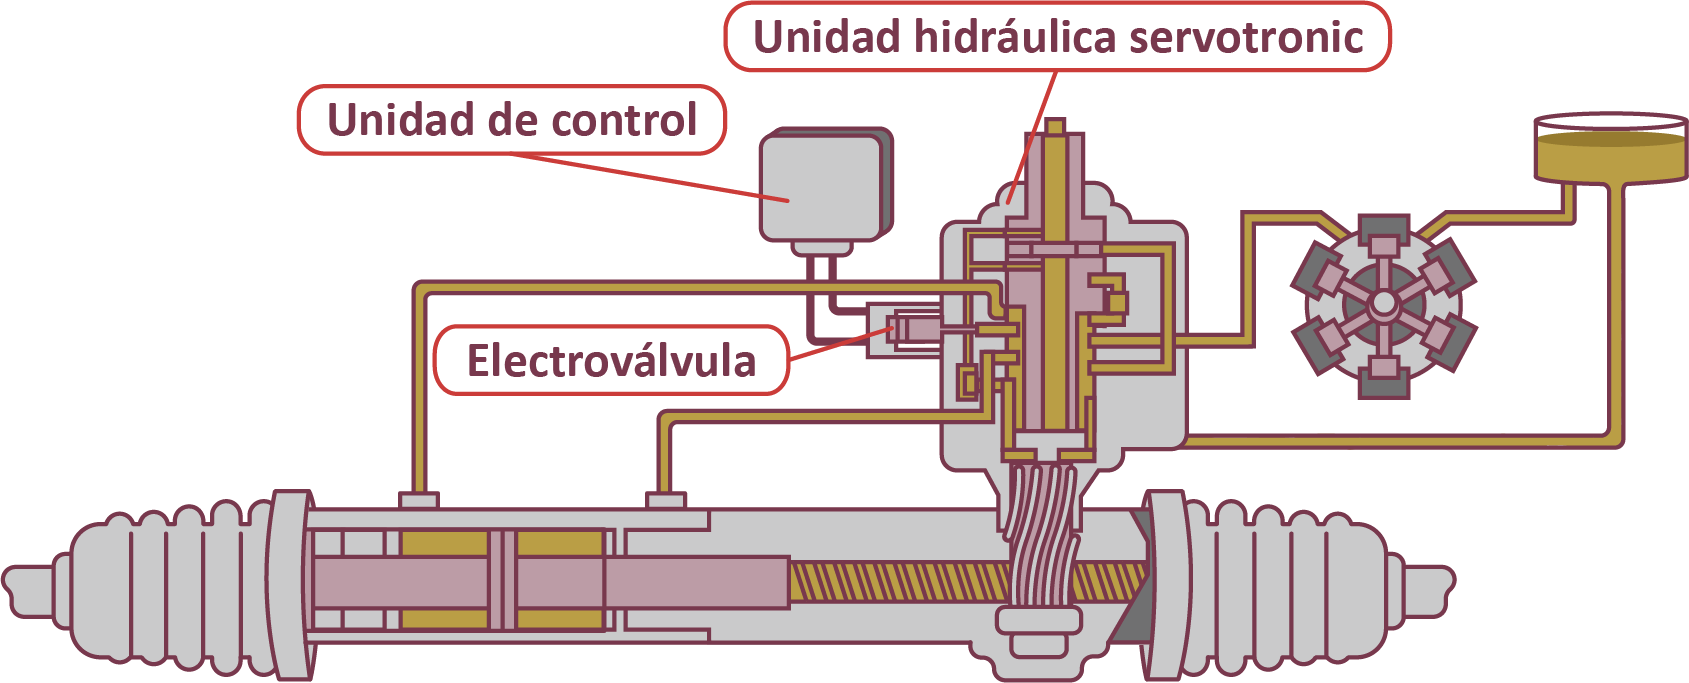 Unidad hidráulica servotronic
Unidad de control
Electroválvula